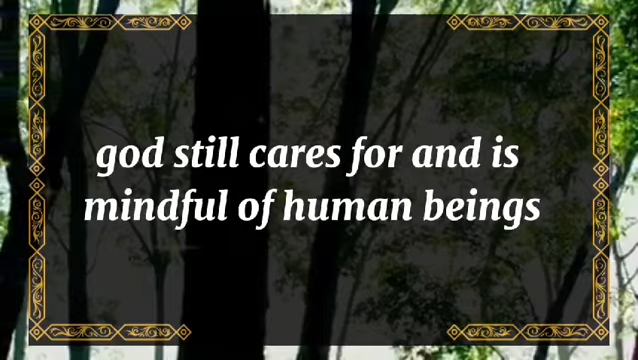 god still cares for and is
mindful of human beings